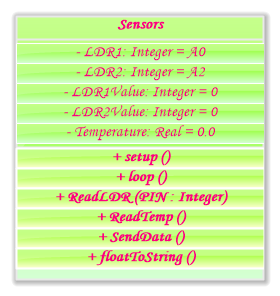 Sensors
- LDR1: Integer = A0
- LDR2: Integer = A2
- LDR1Value: Integer = 0
- LDR2Value: Integer = 0
- Temperature: Real = 0.0
+ setup ()
+ loop ()
+ ReadLDR (PIN : Integer)
+ ReadTemp ()
+ SendData ()
+ floatToString ()